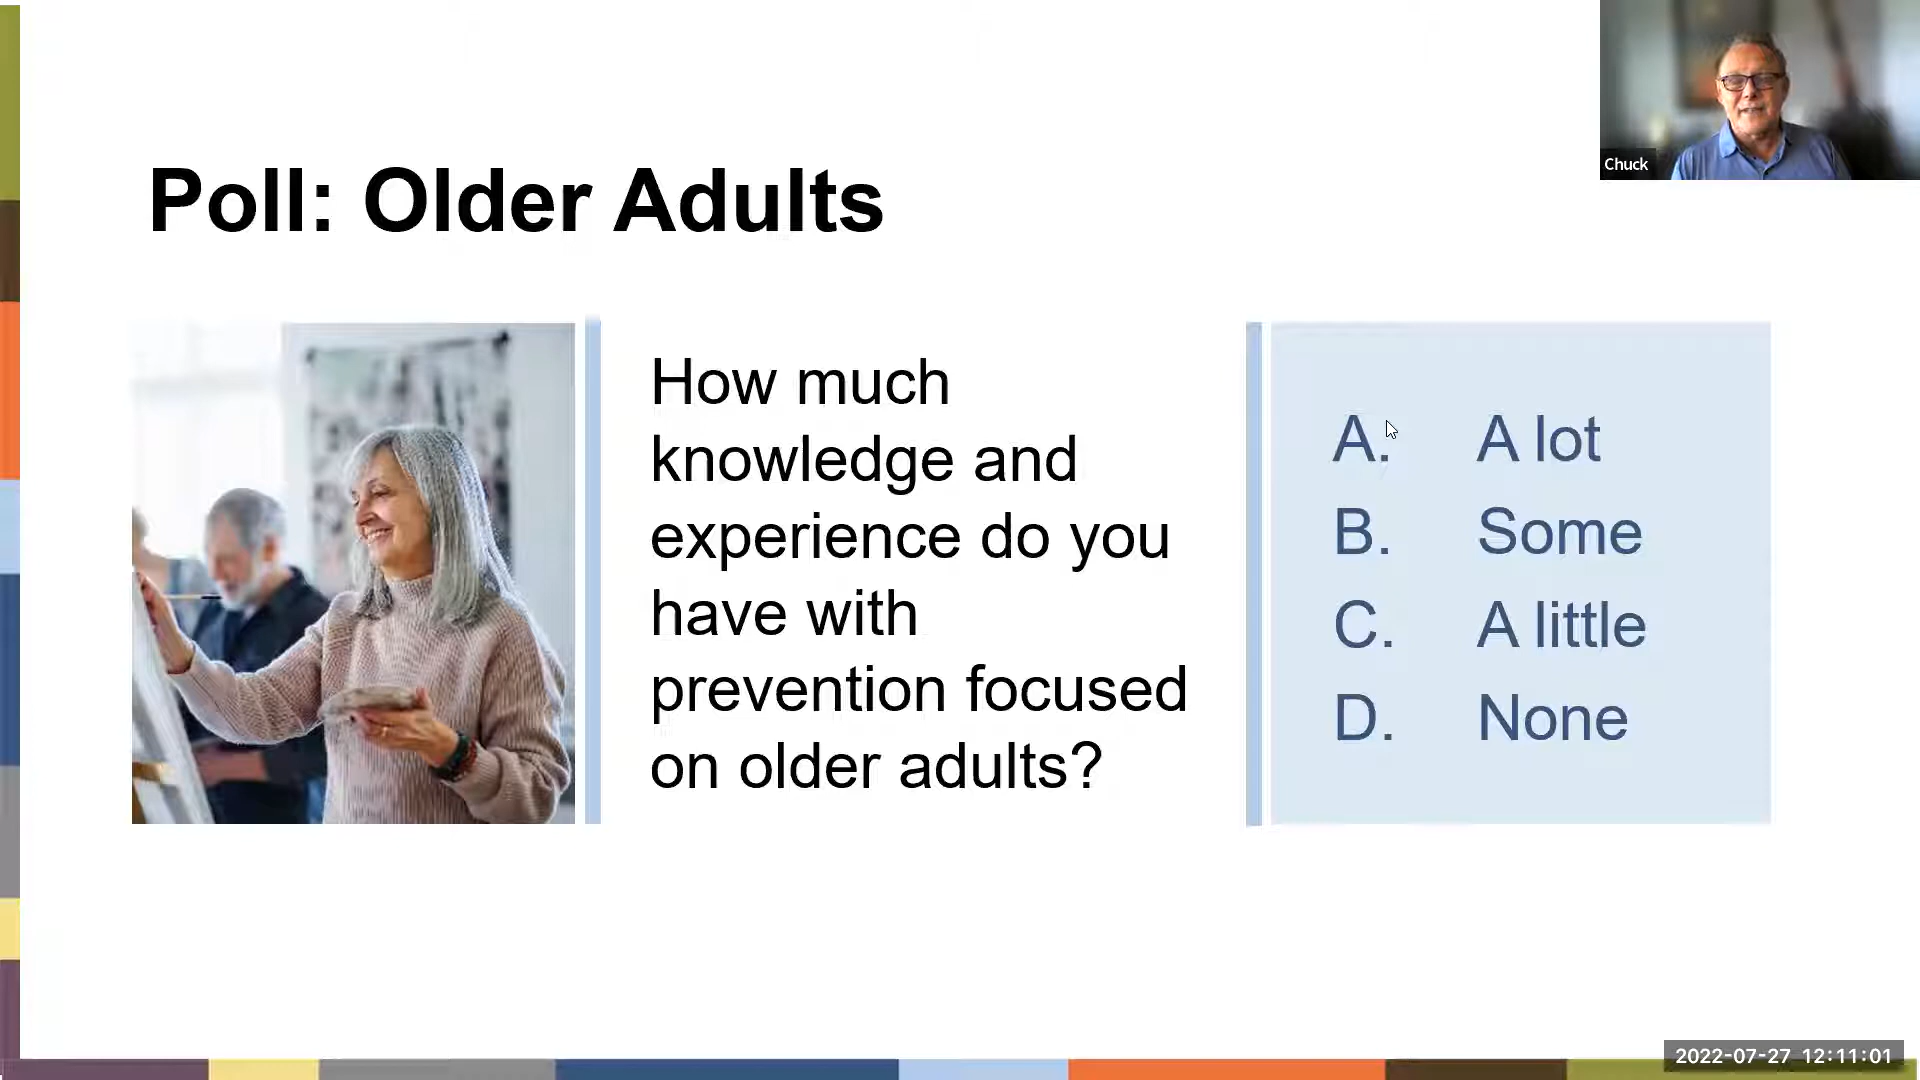 Chuck
Poll: Older Adults
How much
knowledge and
experience do you
have with
prevention focused
on older adults?
A. A lot
B. Some
C. A little
D. None
2022-07-27 12:11:01